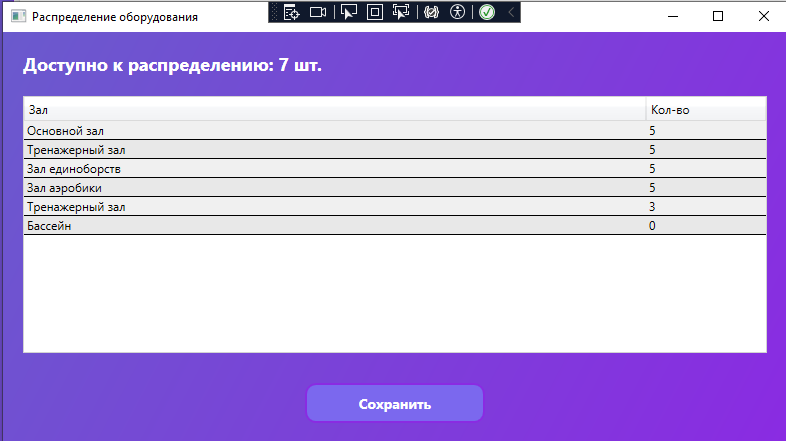 Распределение оборудования
Доступно к распределению: 7 шт.
Зал Кол-во
Основной зал 5
Тренажерный зал 5
Зал единоборств 5
Зал аэробики 5
Тренажерный зал 3
Бассейн 0
Сохранить